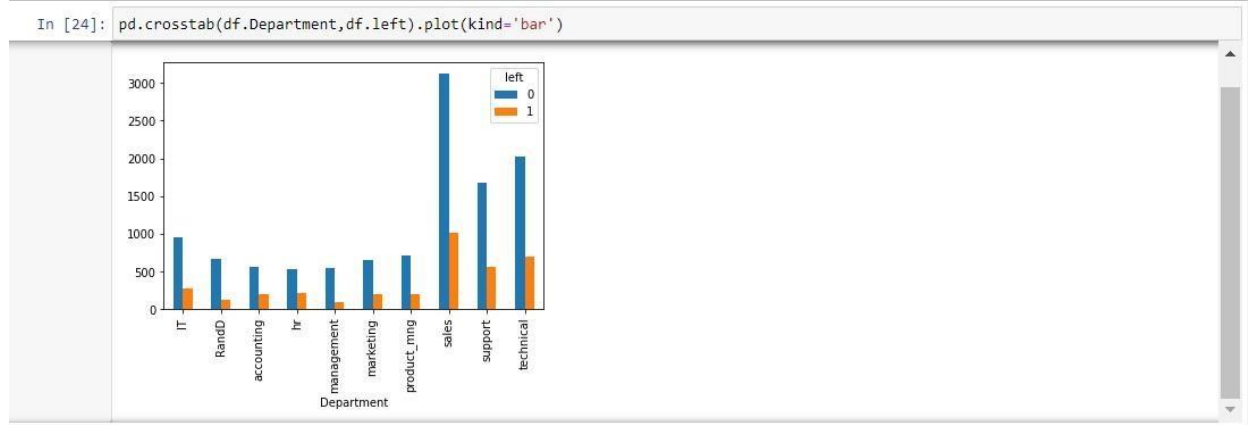 In [24]: pd.crosstab(df.Department,df.left).plot(kind='bar')
left
0
1
3000
2500
2000
1500
1000
500
0
IT
RandD
accounting
hr
management
marketing
product_mng
sales
support
technical
Department